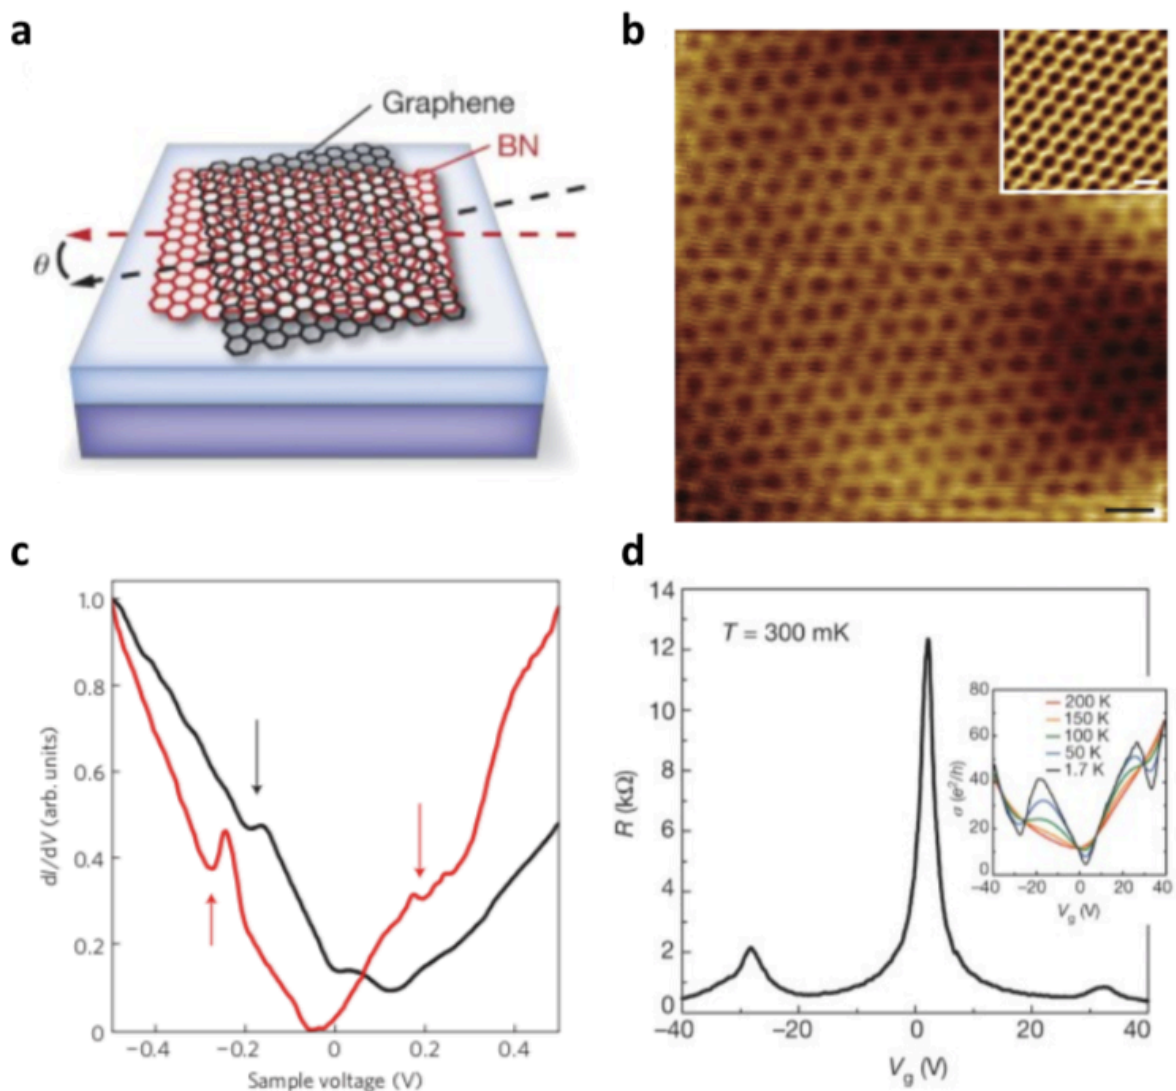 a
Graphene
BN
θ
b
c
1.0
0.8
0.6
0.4
0.2
0
dI/dV (arb. units)
−0.4
−0.2
0
0.2
0.4
Sample voltage (V)
d
14
12
10
8
6
4
2
0
R (kΩ)
T = 300 mK
−40
−20
0
20
40
Vg (V)
80
60
40
20
0
σ (e²/h)
200 K
150 K
100 K
50 K
1.7 K
−40
−20
0
20
40
Vg (V)